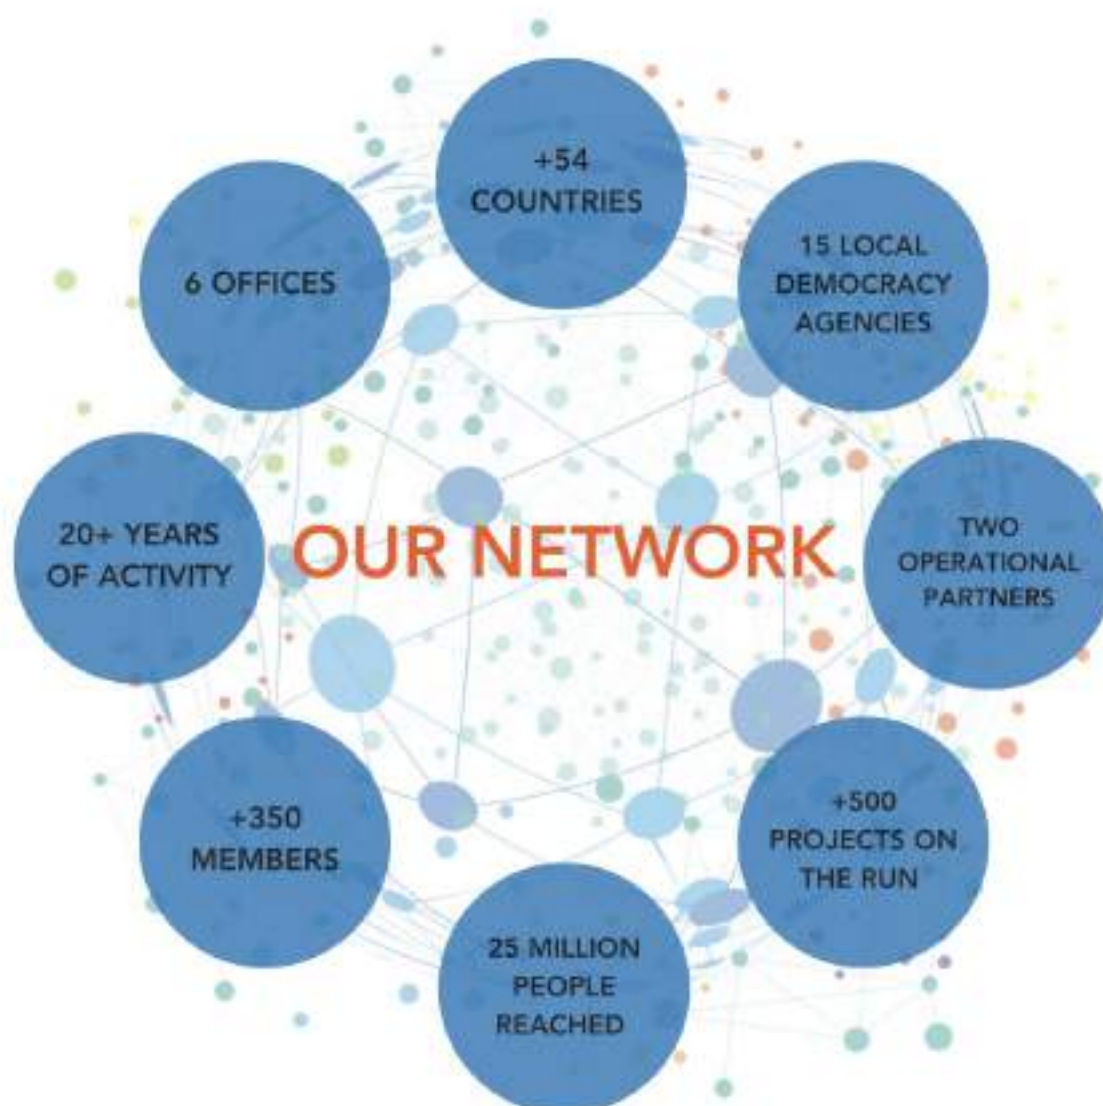 +54
COUNTRIES
15 LOCAL
DEMOCRACY
AGENCIES
6 OFFICES
OUR NETWORK
20+ YEARS
OF ACTIVITY
TWO
OPERATIONAL
PARTNERS
+350
MEMBERS
+500
PROJECTS ON
THE RUN
25 MILLION
PEOPLE
REACHED